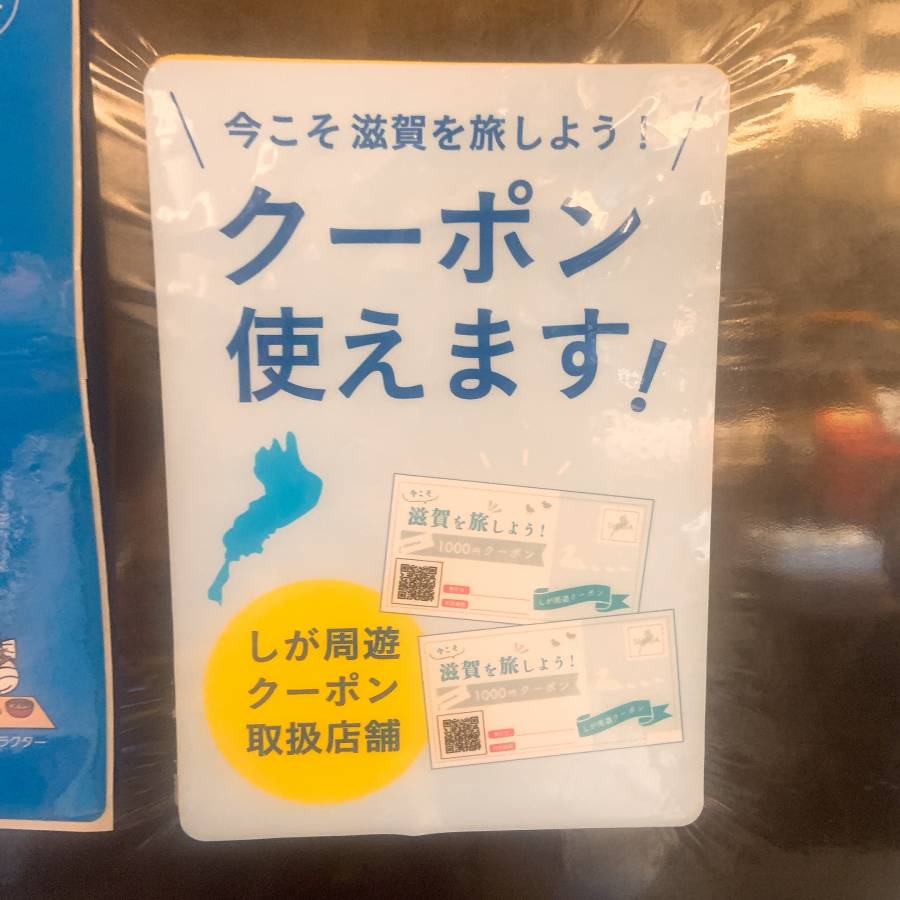 今こそ滋賀を旅しよう!
クーポン
使えます!
今こそ
滋賀を旅しよう!
1000円クーポン
しが周遊クーポン
今こそ
滋賀を旅しよう!
1000円クーポン
しが周遊クーポン
しが周遊
クーポン
取扱店舗
ラクター